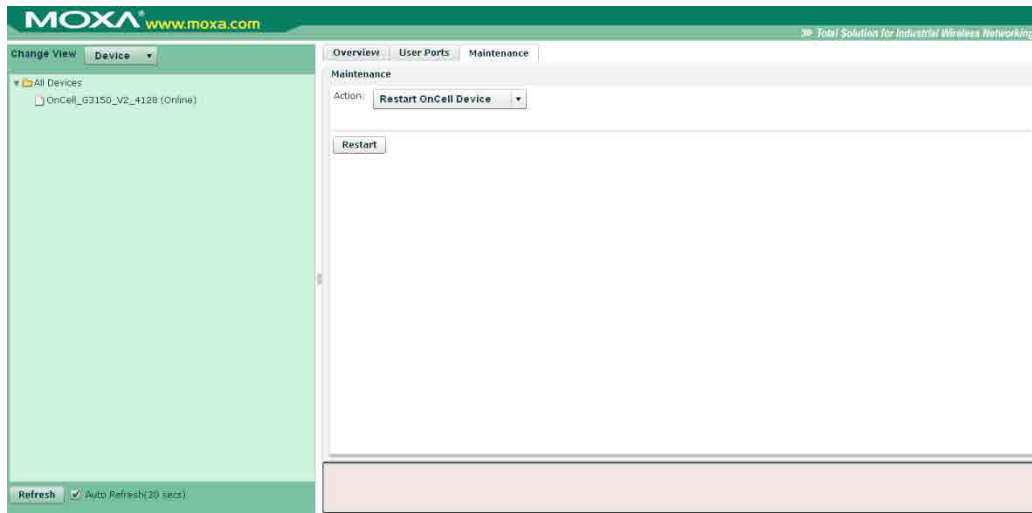 MOXA® www.moxa.com
Total Solution for Industrial Wireless Networking
Change View Device
Overview User Ports Maintenance
All Devices
OnCell_G3150_V2_4128 (Online)
Maintenance
Action: Restart OnCell Device
Restart
Refresh Auto Refresh(20 secs)